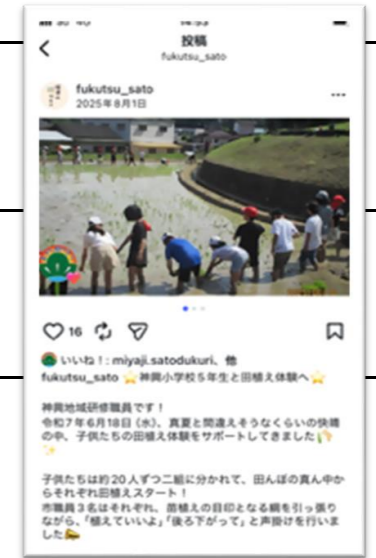 投稿
fukutsu_sato
fukutsu_sato
2025年8月1日
16
いいね！: miyaji.satodukuri、他
fukutsu_sato ⭐神興小学校５年生と田植え体験へ⭐
神興地域研修職員です！
令和７年６月18日（水）、真夏と間違えそうなくらいの快晴
の中、子供たちの田植え体験をサポートしてきました
子供たちは約20人ずつ二組に分かれて、田んぼの真ん中か
らそれぞれ田植えスタート！
市職員３名はそれぞれ、苗植えの目印となる綱を引っ張り
ながら、「植えていいよ」「後ろ下がって」と声掛けを行いま
した